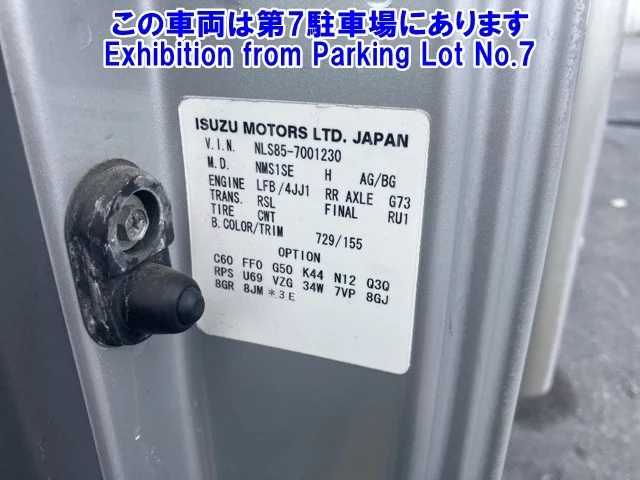 この車両は第7駐車場にあります
Exhibition from Parking Lot No.7
ISUZU MOTORS LTD. JAPAN
V.I.N. NLS85-7001230
M.D. NMS1SE H AG/BG
ENGINE LFB/4JJ1 RR AXLE G73
TRANS. RSL FINAL RU1
TIRE CWT
B.COLOR/TRIM 729/155
OPTION
C60 FF0 G50 K44 N12 Q3Q
RPS U69 VZG 34W 7VP 8GJ
8GR 8JM *3E